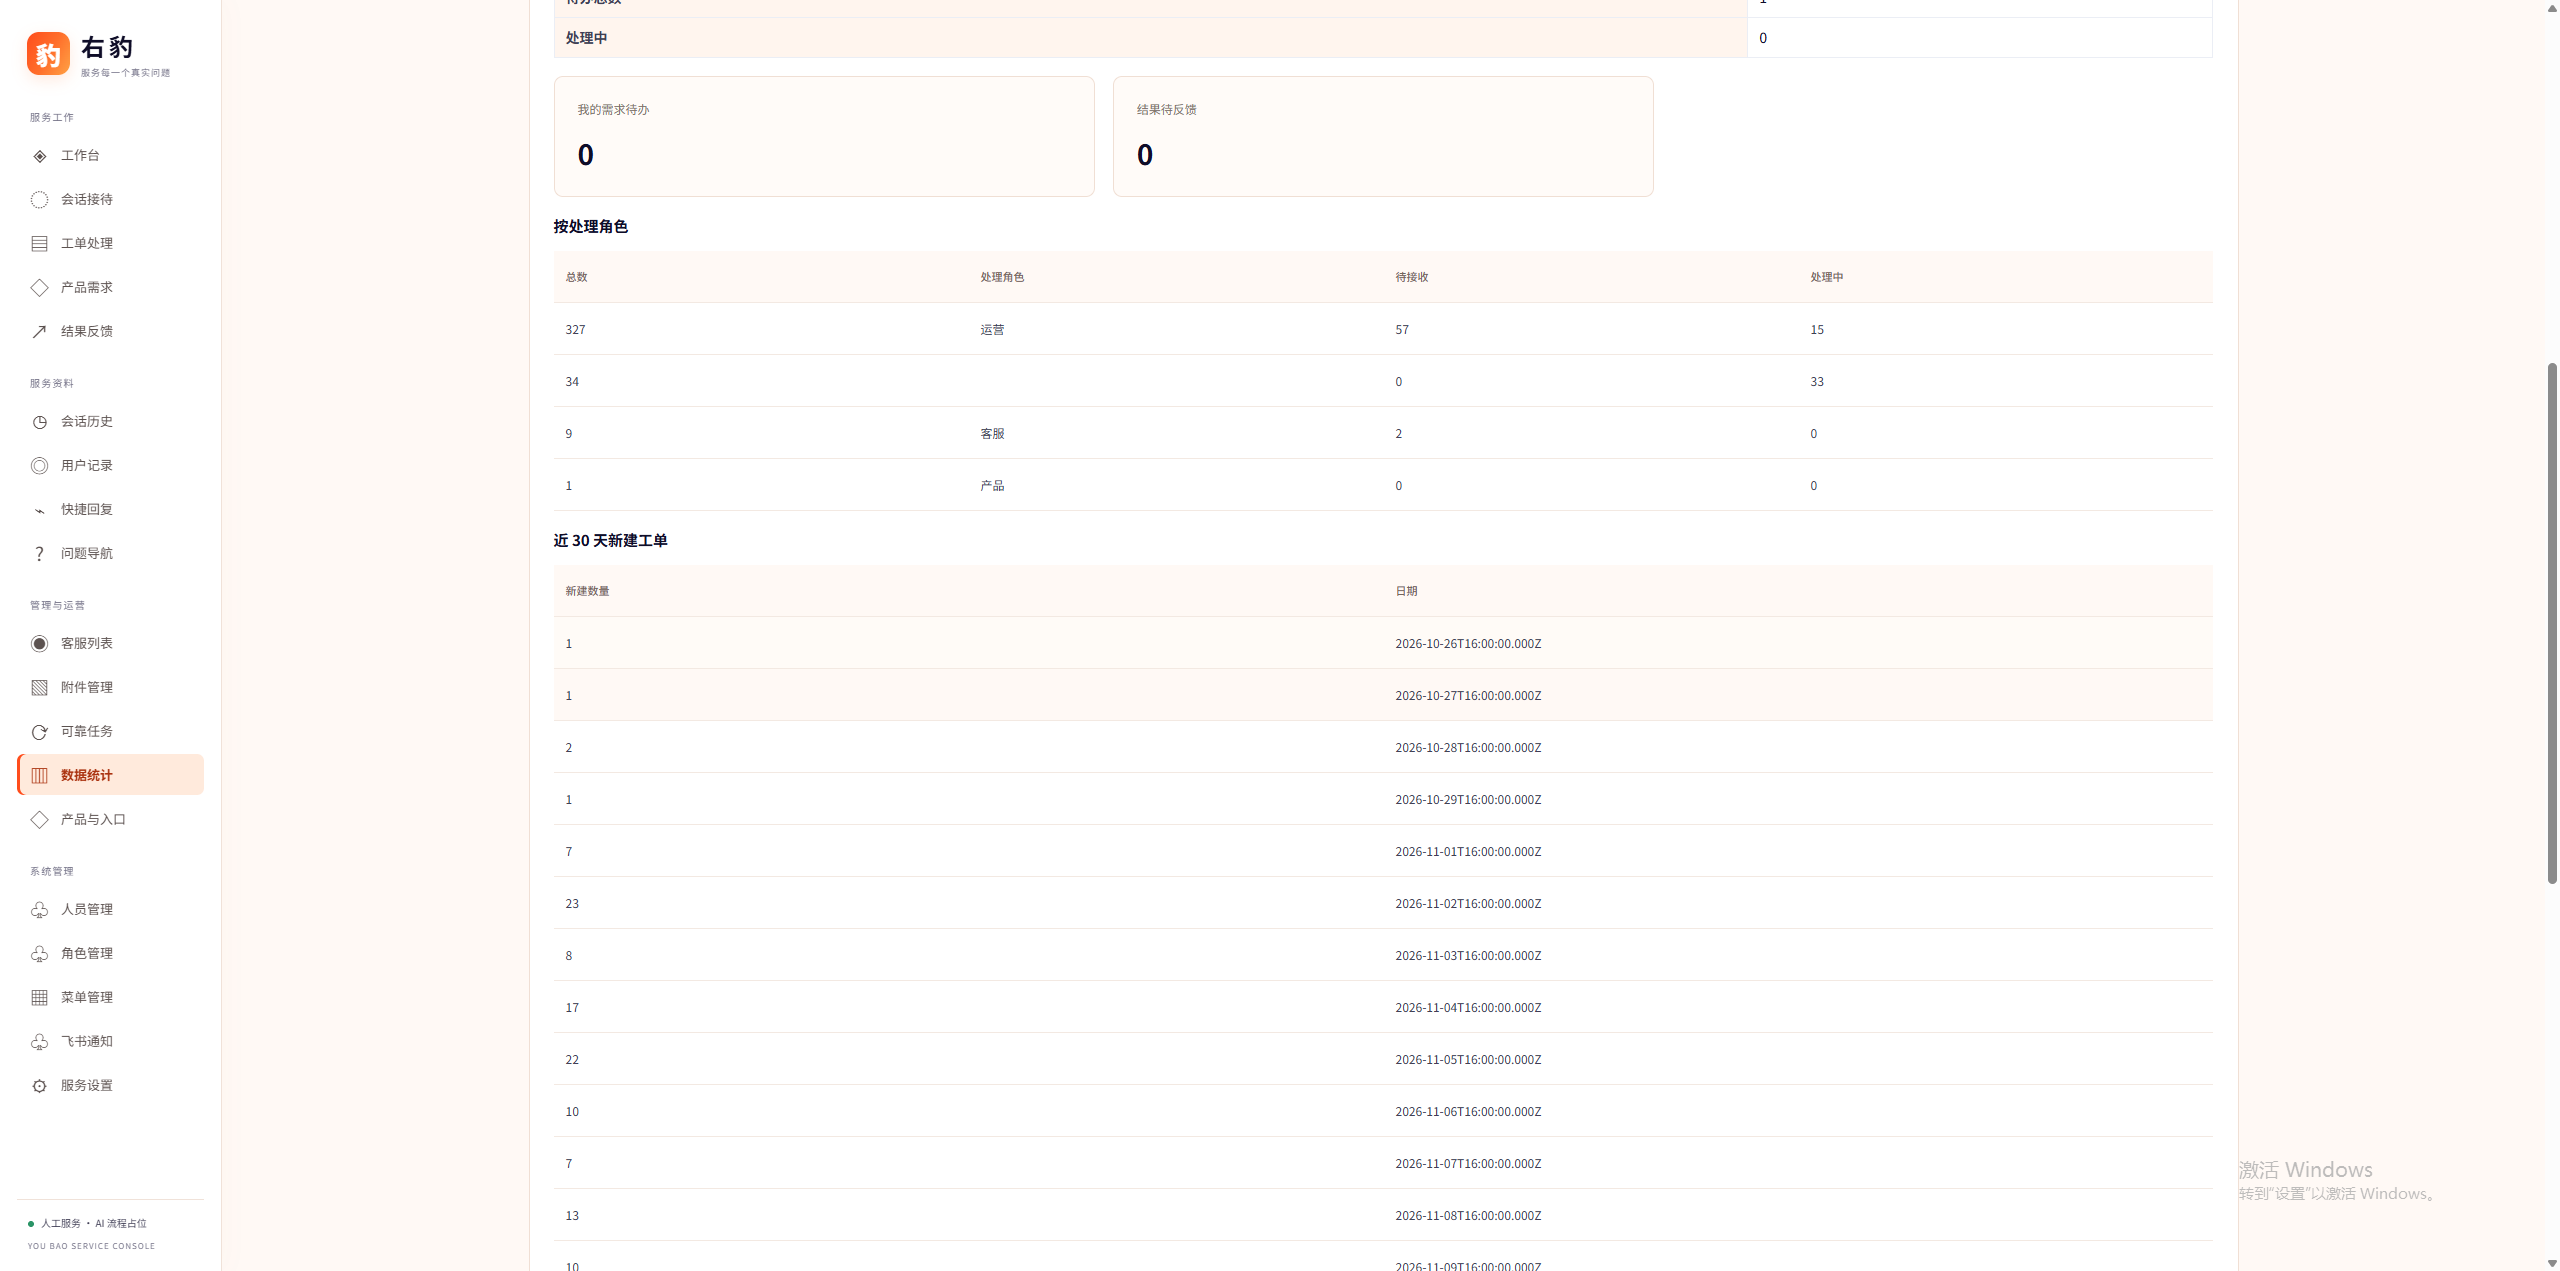 豹
右豹
服务每一个真实问题
服务工作
工作台
会话接待
工单处理
产品需求
结果反馈
服务资料
会话历史
用户记录
快捷回复
? 问题导航
管理与运营
客服列表
附件管理
可靠任务
数据统计
产品与入口
系统管理
人员管理
角色管理
菜单管理
飞书通知
服务设置
人工服务 · AI 流程占位
YOU BAO SERVICE CONSOLE
处理中 0
我的需求待办 结果待反馈
0 0
按处理角色
总数 处理角色 待接收 处理中
327 运营 57 15
34 0 33
9 客服 2 0
1 产品 0 0
近 30 天新建工单
新建数量 日期
1 2026-10-26T16:00:00.000Z
1 2026-10-27T16:00:00.000Z
2 2026-10-28T16:00:00.000Z
1 2026-10-29T16:00:00.000Z
7 2026-11-01T16:00:00.000Z
23 2026-11-02T16:00:00.000Z
8 2026-11-03T16:00:00.000Z
17 2026-11-04T16:00:00.000Z
22 2026-11-05T16:00:00.000Z
10 2026-11-06T16:00:00.000Z
7 2026-11-07T16:00:00.000Z
13 2026-11-08T16:00:00.000Z
10 2026-11-09T16:00:00.000Z
激活 Windows
转到"设置"以激活 Windows。